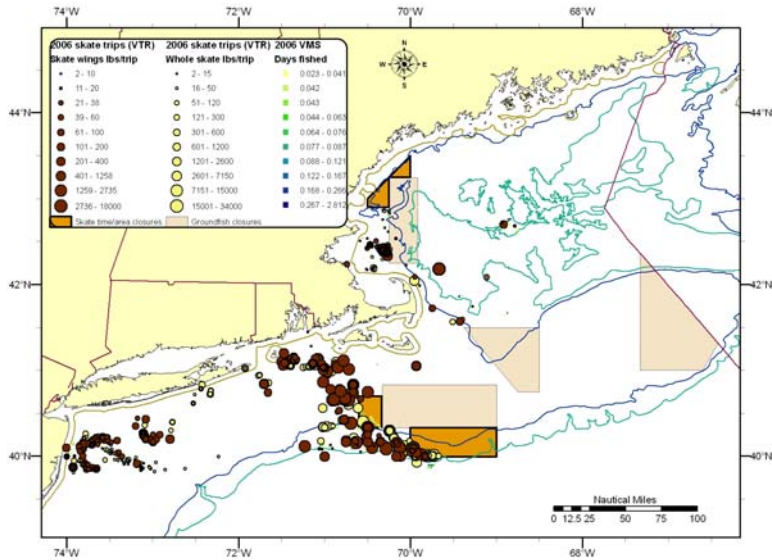 74°W 72°W 70°W 68°W
2006 skate trips (VTR) 2006 skate trips (VTR) 2006 VMS
Skate wings lbs/trip Whole skate lbs/trip Days fished
2 - 10 2 - 15 0.023 - 0.041
11 - 20 16 - 50 0.042
21 - 38 51 - 120 0.043
39 - 60 121 - 300 0.044 - 0.063
61 - 100 301 - 600 0.064 - 0.076
101 - 200 601 - 1200 0.077 - 0.087
201 - 400 1201 - 2600 0.088 - 0.121
401 - 1258 2601 - 7150 0.122 - 0.167
1259 - 2735 7151 - 15000 0.168 - 0.266
2736 - 18000 15001 - 34000 0.267 - 2.812
Skate time/area closures Groundfish closures
N
W E
S
44°N 44°N
42°N 42°N
40°N 40°N
Nautical Miles
0 12.5 25 50 75 100
74°W 72°W 70°W 68°W